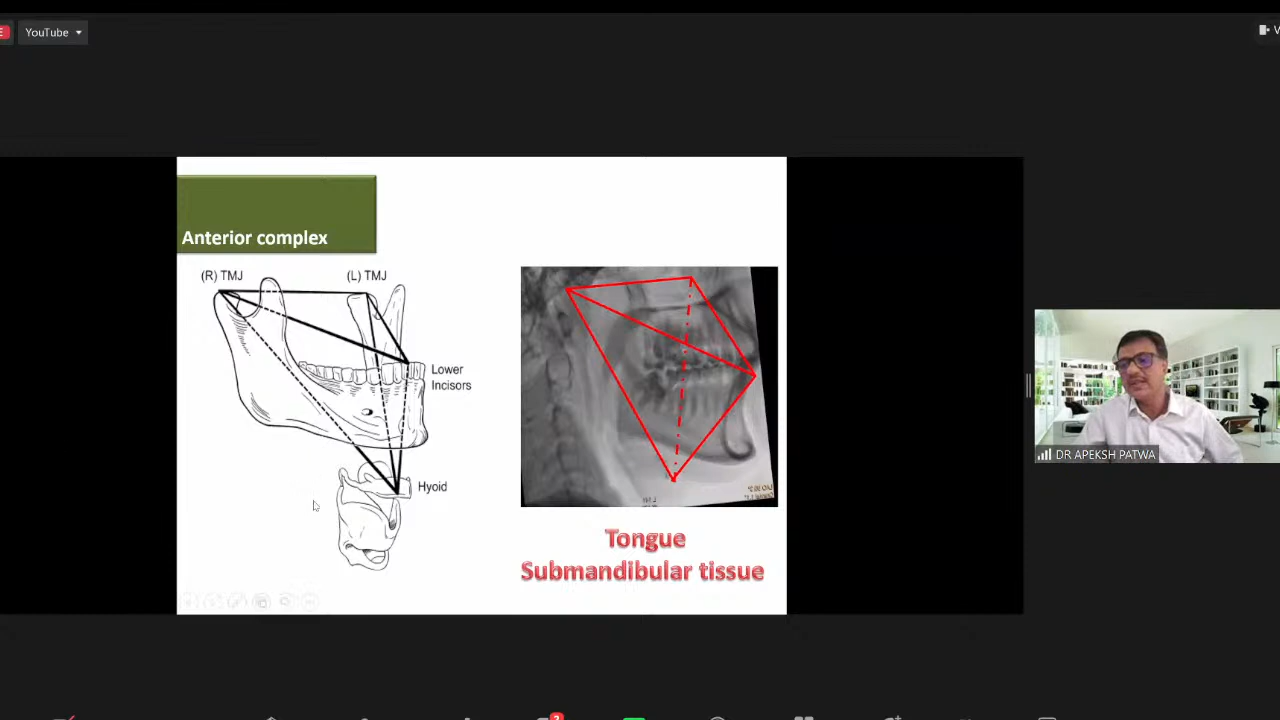 YouTube
Anterior complex
(R) TMJ
(L) TMJ
Lower
Incisors
Hyoid
Tongue
Submandibular tissue
DR APEKSH PATWA